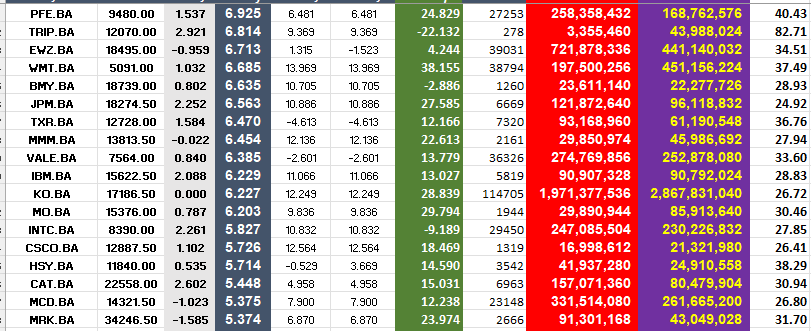 PFE.BA 9480.00 1.537 6.925 6.481 6.481 24.829 27253 258,358,432 168,762,576 40.43
TRIP.BA 12070.00 2.921 6.814 9.369 9.369 -22.132 278 3,355,460 43,988,024 82.71
EWZ.BA 18495.00 -0.959 6.713 1.315 -1.523 4.244 39031 721,878,336 441,140,032 34.51
WMT.BA 5091.00 1.032 6.685 13.969 13.969 38.155 38794 197,500,256 451,156,224 37.49
BMY.BA 18739.00 0.802 6.635 10.705 10.705 -2.886 1260 23,611,140 22,277,726 28.93
JPM.BA 18274.50 2.252 6.563 10.886 10.886 27.585 6669 121,872,640 96,118,832 24.92
TXR.BA 12728.00 1.584 6.470 -4.613 -4.613 12.166 7320 93,168,960 61,190,548 36.76
MMM.BA 13813.50 -0.022 6.454 12.136 12.136 22.613 2161 29,850,974 45,986,692 27.94
VALE.BA 7564.00 0.840 6.385 -2.601 -2.601 13.779 36326 274,769,856 252,878,080 33.60
IBM.BA 15622.50 2.088 6.229 11.066 11.066 13.027 5819 90,907,328 90,792,024 28.83
KO.BA 17186.50 0.000 6.227 12.249 12.249 28.839 114705 1,971,377,536 2,867,831,040 26.72
MO.BA 15376.00 0.787 6.203 9.836 9.836 29.794 1944 29,890,944 85,913,640 30.46
INTC.BA 8390.00 2.261 5.827 10.832 10.832 -9.189 29450 247,085,504 230,226,832 27.85
CSCO.BA 12887.50 1.102 5.726 12.564 12.564 18.469 1319 16,998,612 21,321,980 26.41
HSY.BA 11840.00 0.535 5.714 -0.529 3.669 14.590 3542 41,937,280 24,910,558 38.29
CAT.BA 22558.00 2.602 5.448 4.958 4.958 15.031 6963 157,071,360 80,479,904 30.94
MCD.BA 14321.50 -1.023 5.375 7.900 7.900 12.238 23148 331,514,080 261,665,200 26.80
MRK.BA 34246.50 -1.585 5.374 6.870 6.870 23.974 2666 91,301,168 43,049,028 31.70